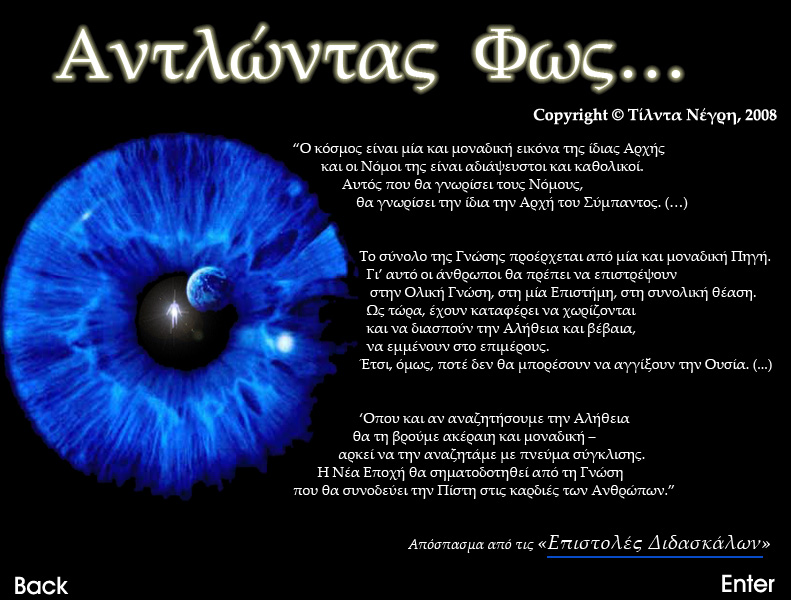 Αντλώντας Φως...
Copyright © Τίλντα Νέγρη, 2008
“Ο κόσμος είναι μία και μοναδική εικόνα της ίδιας Αρχής
και οι Νόμοι της είναι αδιάψευστοι και καθολικοί.
Αυτός που θα γνωρίσει τους Νόμους,
θα γνωρίσει την ίδια την Αρχή του Σύμπαντος. (…)
Το σύνολο της Γνώσης προέρχεται από μία και μοναδική Πηγή.
Γι’ αυτό οι άνθρωποι θα πρέπει να επιστρέψουν
στην Ολική Γνώση, στη μία Επιστήμη, στη συνολική θέαση.
Ως τώρα, έχουν καταφέρει να χωρίζονται
και να διασπούν την Αλήθεια και βέβαια,
να εμμένουν στο επιμέρους.
Έτσι, όμως, ποτέ δεν θα μπορέσουν να αγγίξουν την Ουσία. (...)
‘Οπου και αν αναζητήσουμε την Αλήθεια
θα τη βρούμε ακέραιη και μοναδική –
αρκεί να την αναζητάμε με πνεύμα σύγκλισης.
Η Νέα Εποχή θα σηματοδοτηθεί από τη Γνώση
που θα συνοδεύει την Πίστη στις καρδιές των Ανθρώπων.”
Απόσπασμα από τις «Επιστολές Διδασκάλων»
Back
Enter